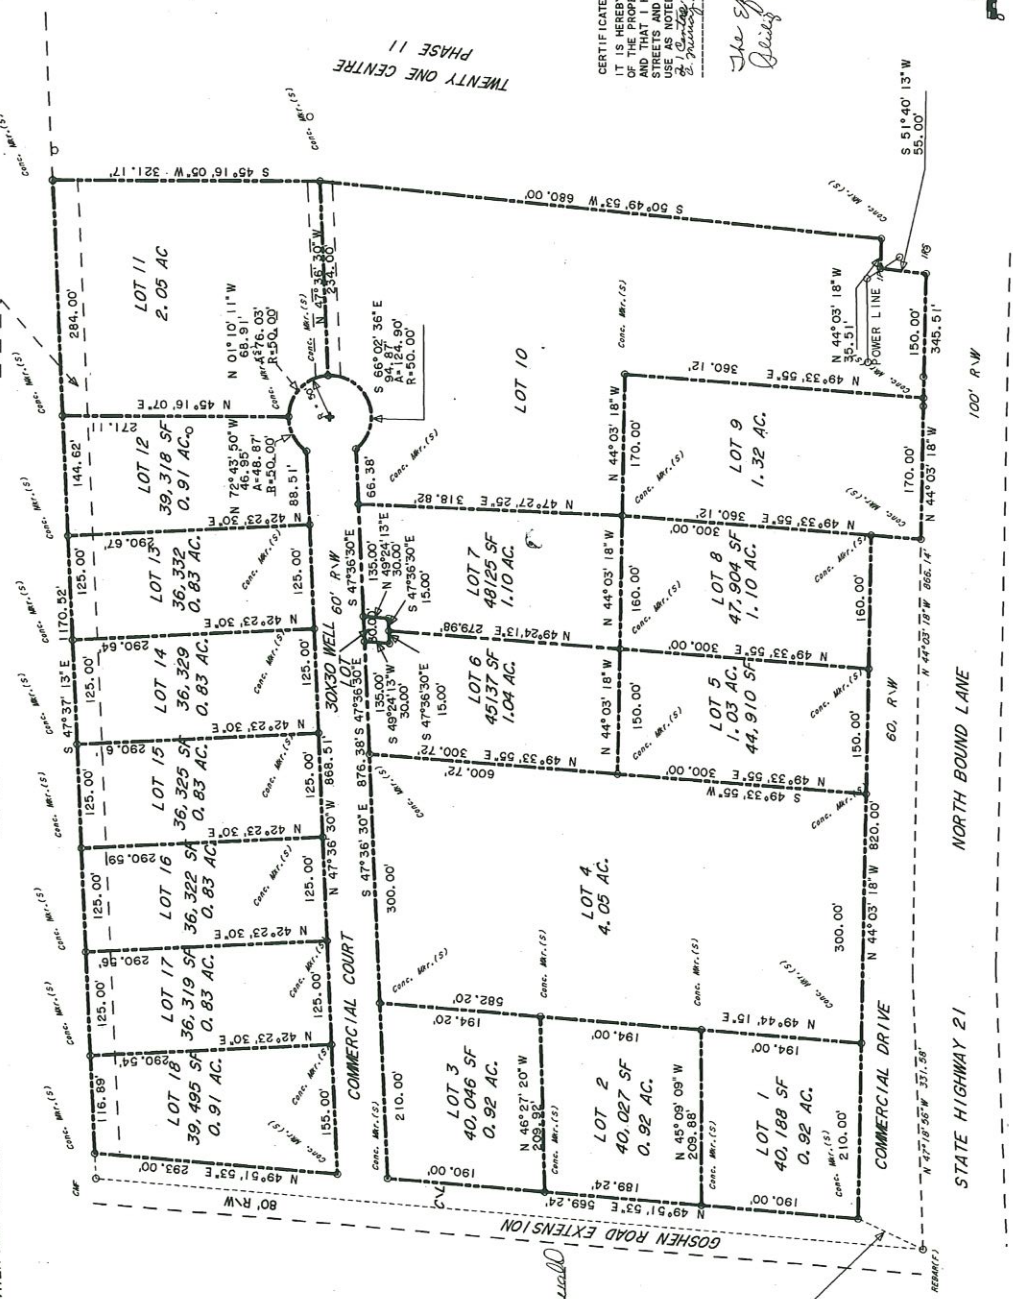 TWENTY ONE CENTRE
PHASE 11
CERTIFICATE
IT IS HEREBY
OF THE PROPE
AND THAT I
STREETS AND
USE AS NOTED
Conc. Mkr.(S)
S 45°16'05"W 321.17'
S 50°49'53"W 680.00'
S 51°40'13"W
55.00'
LOT 11
2.05 AC
284.00'
N 45°16'07"E
271.11
N 01°10'11"W
68.91'
A=76.03'
R=50.00'
N 47°36'30"W
234.00'
S 66°02'36"E
94.87'
A=124.90'
R=50.00'
N 72°43'50"W
46.95'
A=48.87'
R=50.00'
LOT 10
N 44°03'18"W
35.51'
POWER LINE
150.00'
345.51'
100' R\W
LOT 12
39,318 SF
0.91 AC.
144.62'
88.51'
66.38'
N 42°23'30"E
290.67'
LOT 13
36,332
0.83 AC.
125.00'
125.00'
N 42°23'30"E
290.64'
LOT 14
36,329
0.83 AC.
125.00'
125.00'
N 42°23'30"E
LOT 15
36,325 SF
0.83 AC.
125.00'
125.00'
N 42°23'30"E
290.59'
LOT 16
36,322 SF
0.83 AC.
125.00'
125.00'
N 42°23'30"E
290.56'
LOT 17
36,319 SF
0.83 AC.
125.00'
125.00'
N 42°23'30"E
290.54'
LOT 18
39,495 SF
0.91 AC.
116.89'
155.00'
N 49°51'53"E 293.00'
S 47°37'13"E 1170.52'
N 47°36'30"W 868.51'
S 47°36'30"E 876.38'
COMMERCIAL COURT
60' R\W
30X30 WELL
LOT
S 47°36'30"E
135.00'
N 49°24'13"E
30.00'
S 47°36'30"E
15.00'
30.00'
S 47°36'30"E
135.00'
S 49°24'13"W
30.00'
S 47°36'30"E
15.00'
N 47°27'25"E 318.82'
LOT 7
48125 SF
1.10 AC.
N 49°24'13"E 279.98
LOT 6
45137 SF
1.04 AC.
300.72'
N 49°33'55"E
600.72'
N 44°03'18"W
170.00'
N 49°33'55"E 360.12'
LOT 9
1.32 AC.
170.00'
N 44°03'18"W
N 49°33'55"E 360.12'
300.00'
N 44°03'18"W
160.00'
LOT 8
47,904 SF
1.10 AC.
160.00'
N 49°33'55"E 300.00'
N 44°03'18"W
150.00'
LOT 5
1.03 AC.
44,910 SF
150.00'
N 49°33'55"E 300.00'
S 49°33'55"W
LOT 4
4.05 AC.
300.00'
300.00'
N 44°03'18"W 820.00'
582.20'
194.20'
194.00'
194.00'
N 49°44'15"E
LOT 3
40,046 SF
0.92 AC.
210.00'
190.00'
N 46°27'20"W
209.92'
LOT 2
40,027 SF
0.92 AC.
189.24'
N 45°09'09"W
209.88'
LOT 1
40,188 SF
0.92 AC.
210.00'
190.00'
N 49°51'53"E 569.24'
80' R\W
GOSHEN ROAD EXTENSION
COMMERCIAL DRIVE
60' R\W
N 44°03'18"W 866.14'
N 47°18'56"W 331.58'
STATE HIGHWAY 21
NORTH BOUND LANE
REBAR(F)
CMF
C\L
IPS